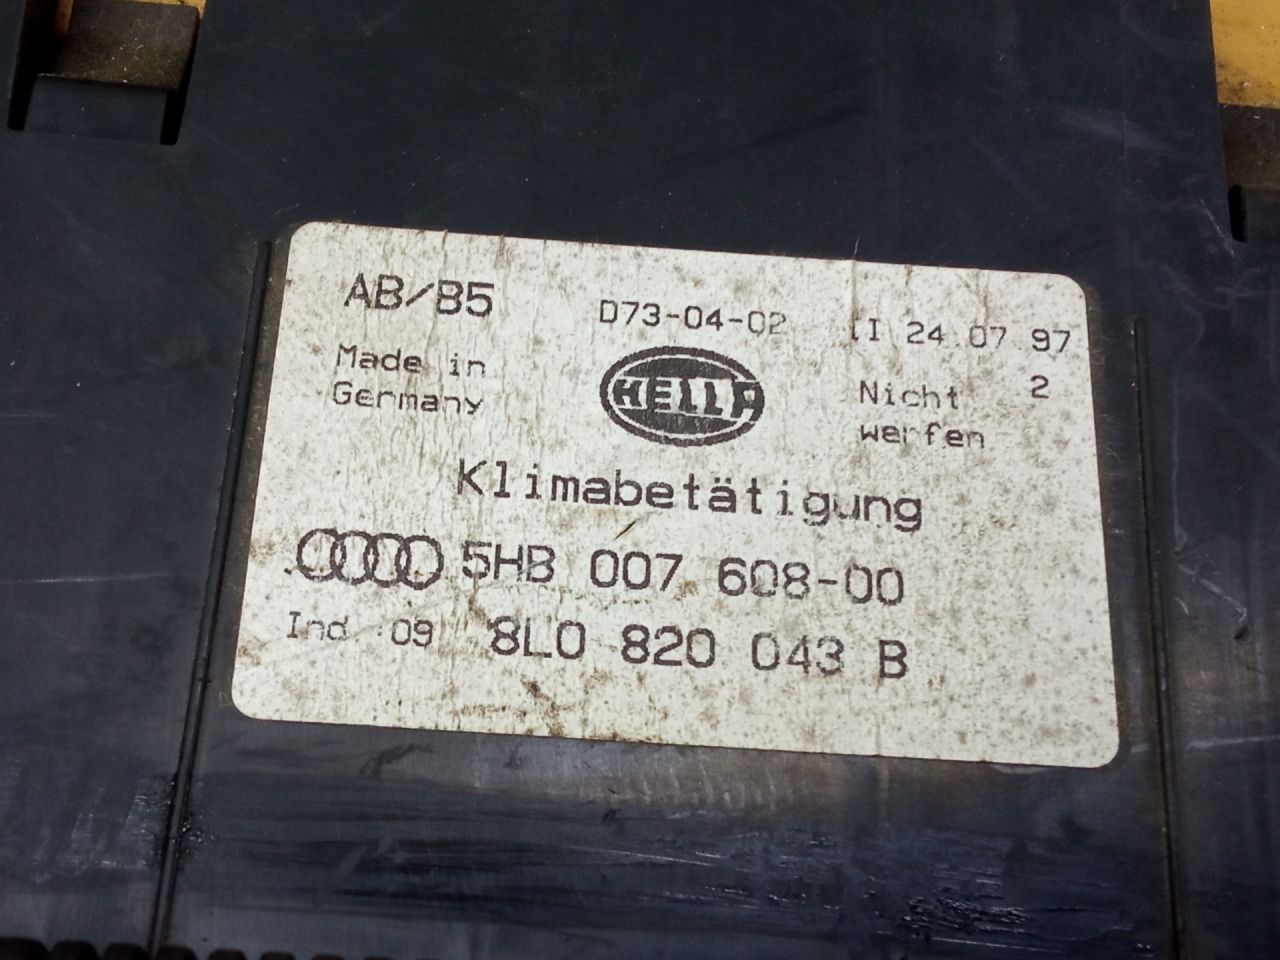 AB/B5 D73-04-02 II 24.07.97
Made in Germany
HELLA
Nicht werfen
2
Klimabetätigung
5HB 007 608-00
Ind :09 8L0 820 043 B